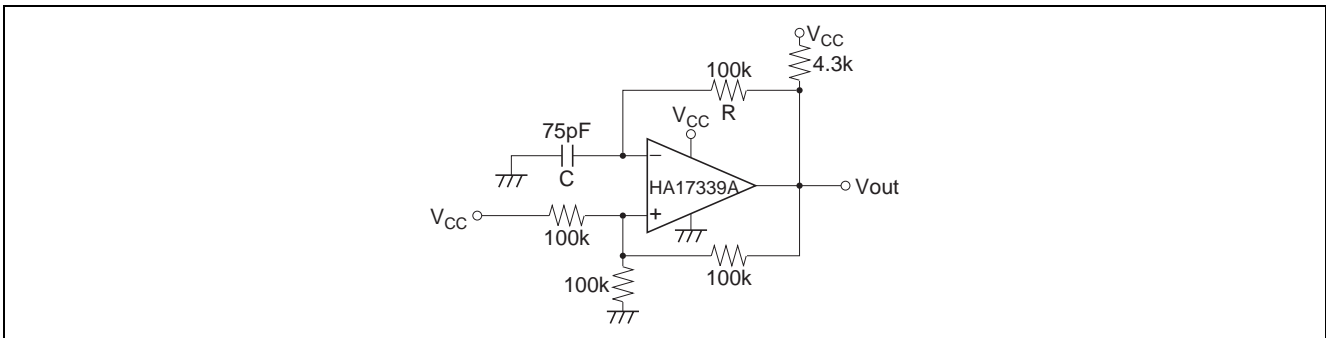 VCC
4.3k
100k
R
VCC
75pF
C
−
HA17339A
Vout
VCC
+
100k
100k
100k